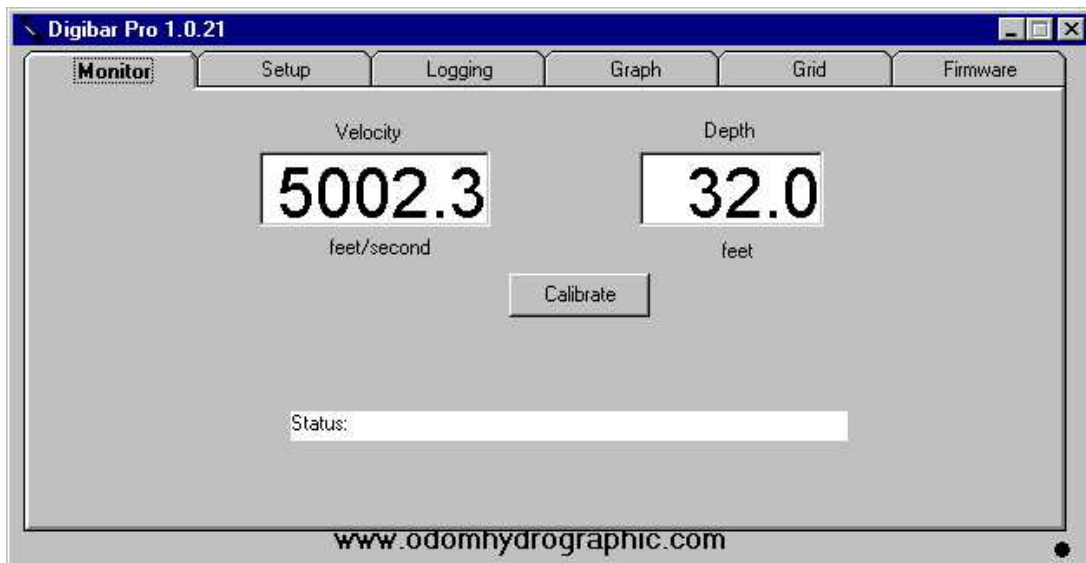 Digibar Pro 1.0.21
Monitor Setup Logging Graph Grid Firmware
Velocity Depth
5002.3 32.0
feet/second feet
Calibrate
Status:
www.odomhydrographic.com